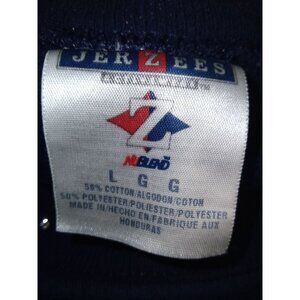 JERZEES
Z
NUBLEND
L G G
50% COTTON/ALGODON/COTON
50% POLYESTER/POLIESTER/POLYESTER
MADE IN/HECHO EN/FABRIQUE AUX
HONDURAS